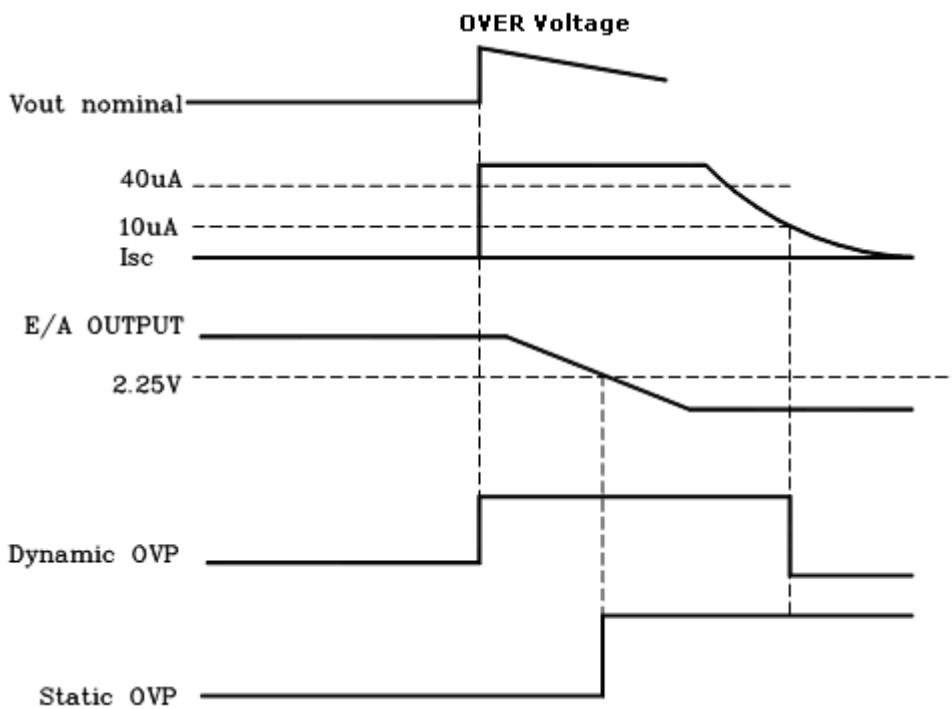 OVER Voltage
Vout nominal
40uA
10uA
Isc
E/A OUTPUT
2.25V
Dynamic OVP
Static OVP